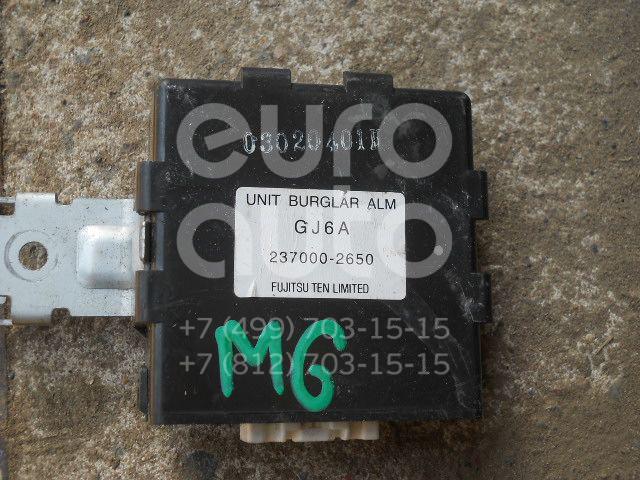 euro
auto
03020401
UNIT BURGLAR ALM
GJ6A
237000-2650
FUJITSU TEN LIMITED
+7 (499) 703-15-15
+7 (812) 703-15-15
M6